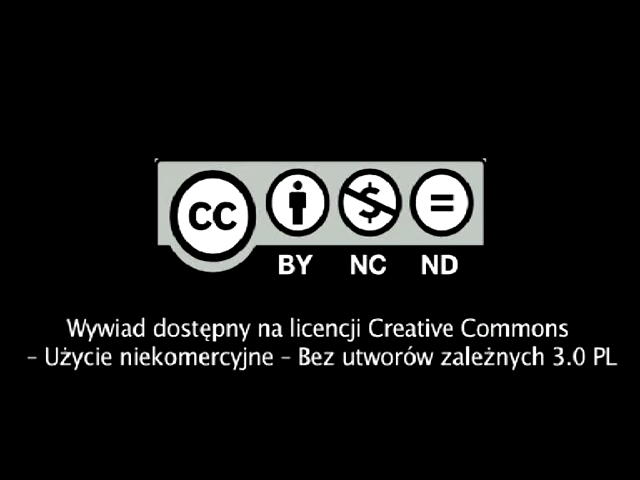 CC
BY NC ND
Wywiad dostępny na licencji Creative Commons
– Użycie niekomercyjne – Bez utworów zależnych 3.0 PL